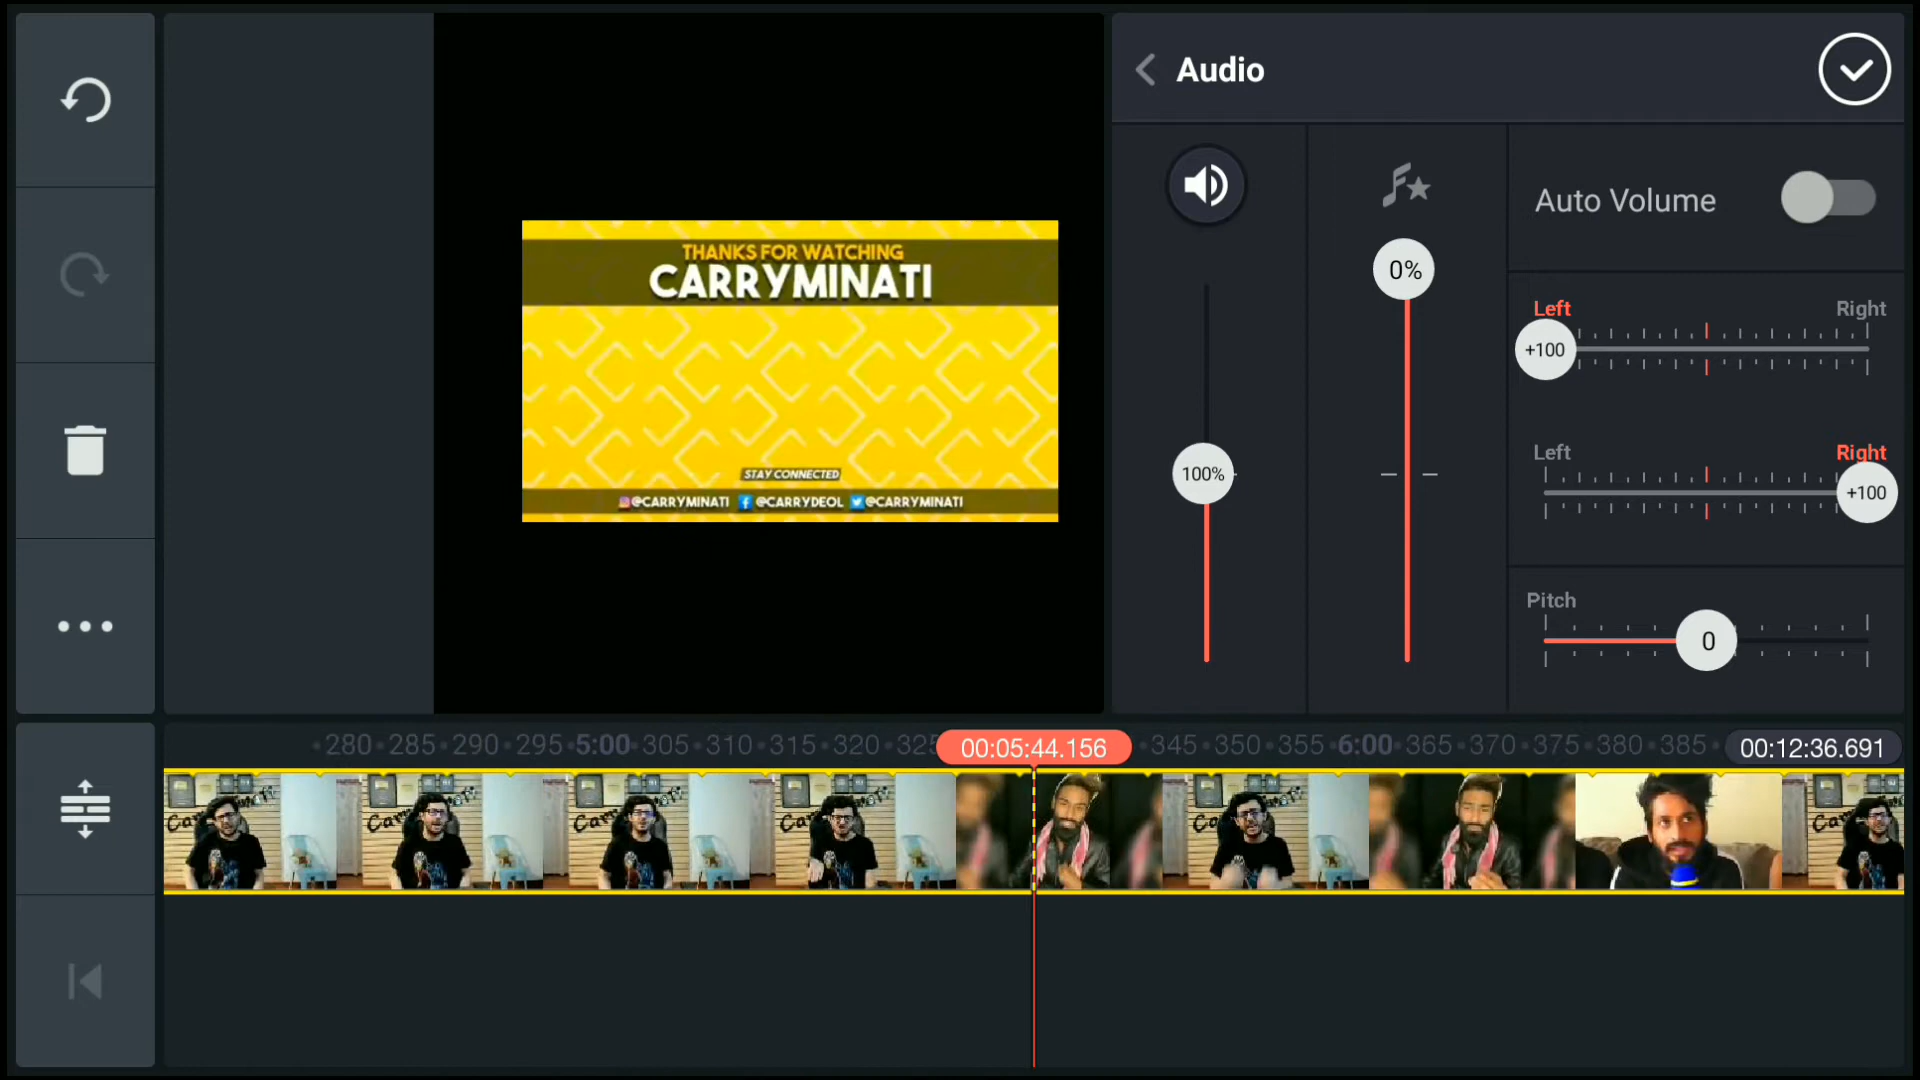 Audio
THANKS FOR WATCHING
CARRYMINATI
STAY CONNECTED
@CARRYMINATI @CARRYDEOL @CARRYMINATI
0%
100%
Auto Volume
Left Right
+100
Left Right
+100
Pitch
0
280 285 290 295 5:00 305 310 315 320 325 00:05:44.156 345 350 355 6:00 365 370 375 380 385 00:12:36.691